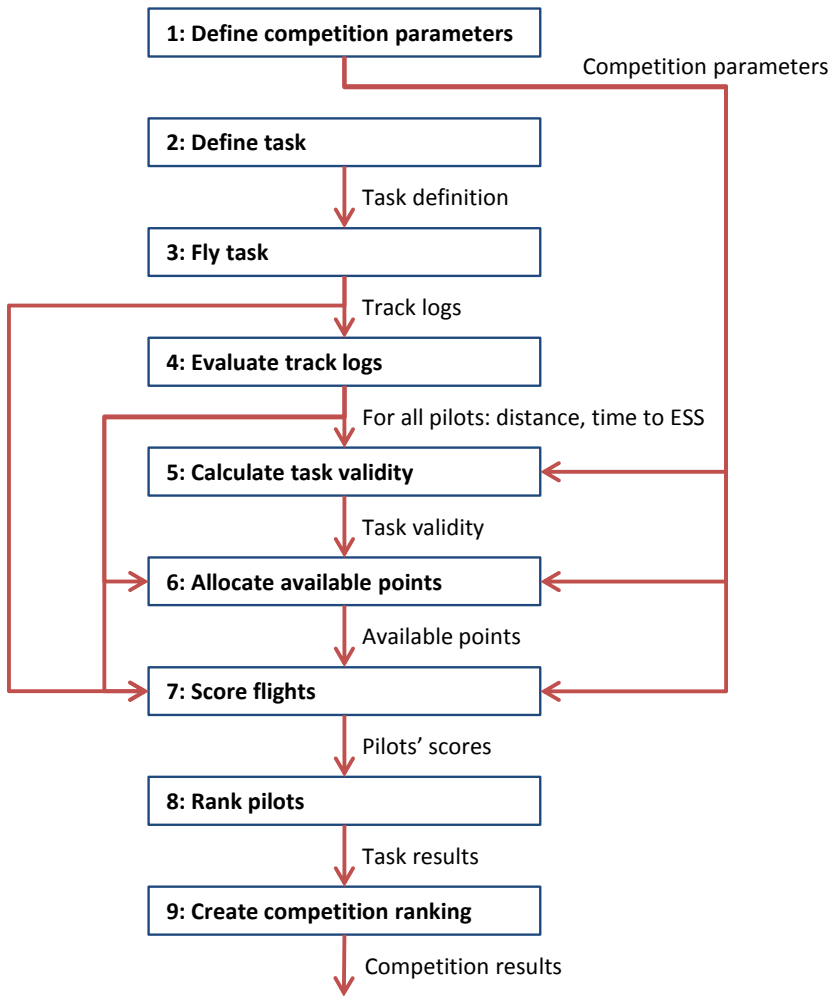 1: Define competition parameters
Competition parameters
2: Define task
Task definition
3: Fly task
Track logs
4: Evaluate track logs
For all pilots: distance, time to ESS
5: Calculate task validity
Task validity
6: Allocate available points
Available points
7: Score flights
Pilots’ scores
8: Rank pilots
Task results
9: Create competition ranking
Competition results